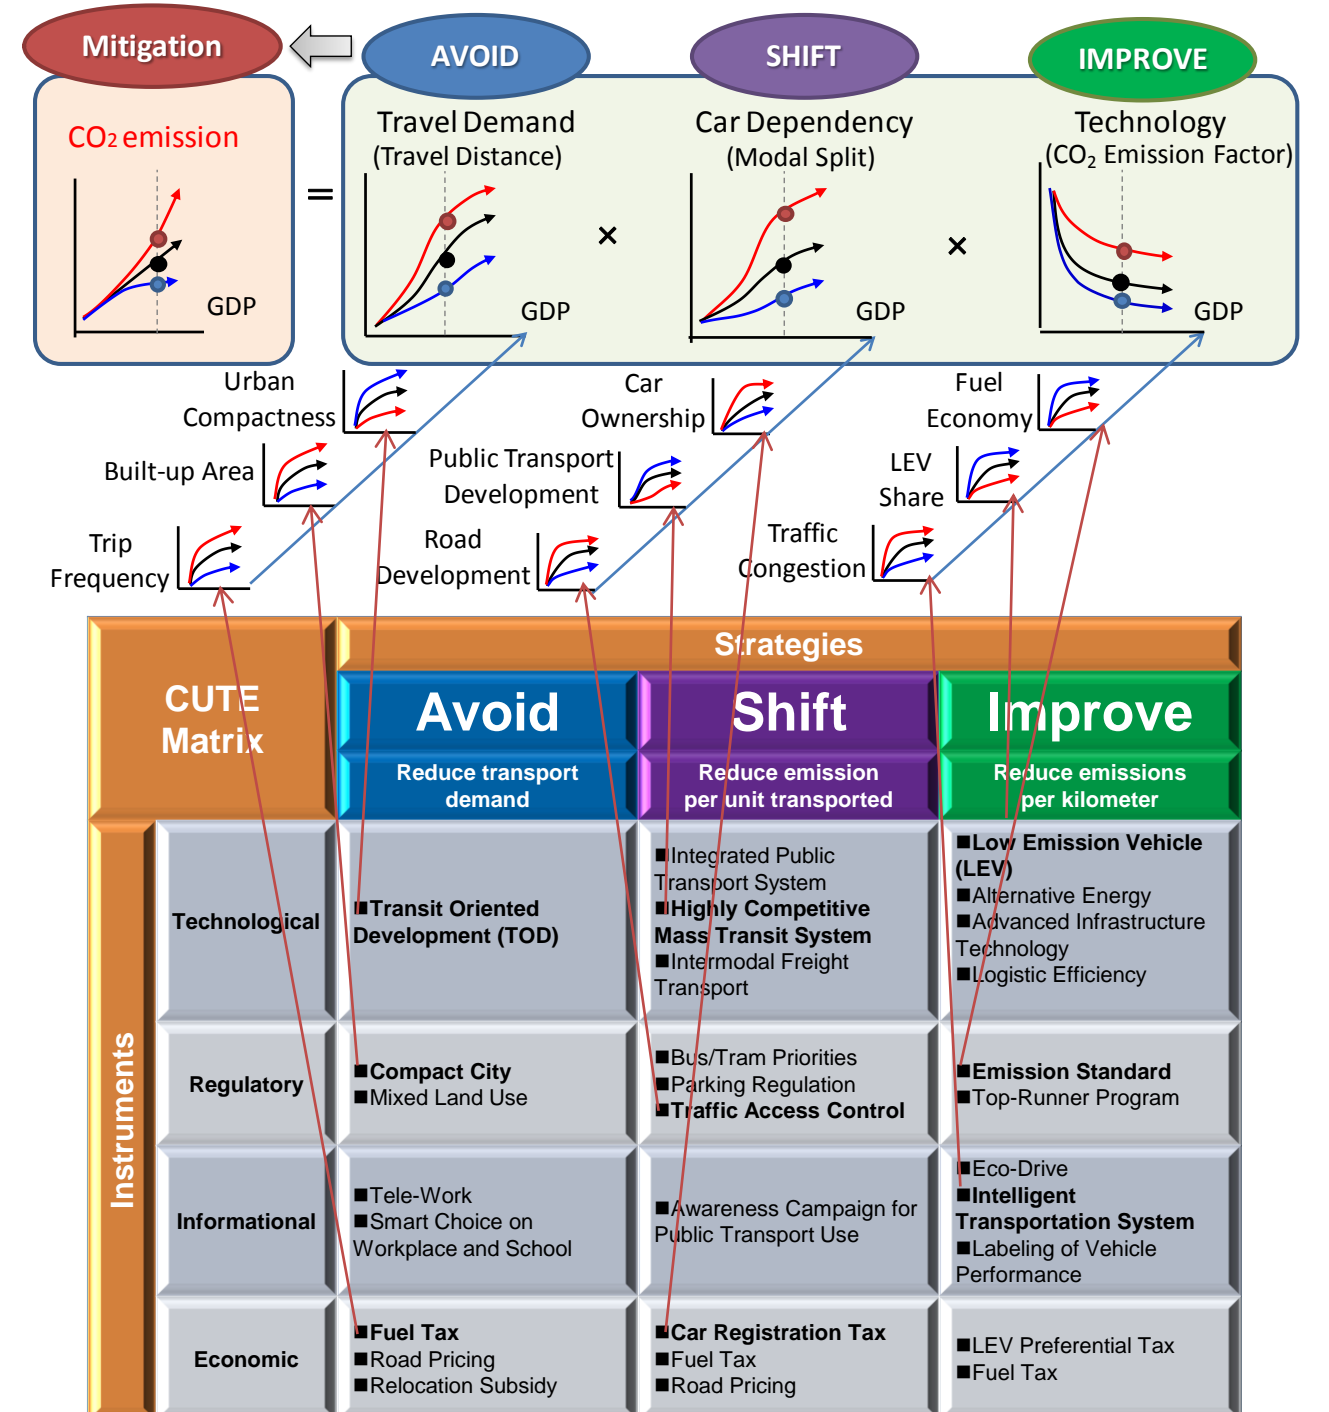 Mitigation
AVOID
SHIFT
IMPROVE
CO2 emission
GDP
=
Travel Demand
(Travel Distance)
GDP
×
Car Dependency
(Modal Split)
GDP
×
Technology
(CO2 Emission Factor)
GDP
Urban
Compactness
Built-up Area
Trip
Frequency
Car
Ownership
Public Transport
Development
Road
Development
Fuel
Economy
LEV
Share
Traffic
Congestion
CUTE
Matrix
Strategies
Avoid
Shift
Improve
Reduce transport
demand
Reduce emission
per unit transported
Reduce emissions
per kilometer
Instruments
Technological
■Transit Oriented
Development (TOD)
■Integrated Public
Transport System
■Highly Competitive
Mass Transit System
■Intermodal Freight
Transport
■Low Emission Vehicle
(LEV)
■Alternative Energy
■Advanced Infrastructure
Technology
■Logistic Efficiency
Regulatory
■Compact City
■Mixed Land Use
■Bus/Tram Priorities
■Parking Regulation
■Traffic Access Control
■Emission Standard
■Top-Runner Program
Informational
■Tele-Work
■Smart Choice on
Workplace and School
■Awareness Campaign for
Public Transport Use
■Eco-Drive
■Intelligent
Transportation System
■Labeling of Vehicle
Performance
Economic
■Fuel Tax
■Road Pricing
■Relocation Subsidy
■Car Registration Tax
■Fuel Tax
■Road Pricing
■LEV Preferential Tax
■Fuel Tax